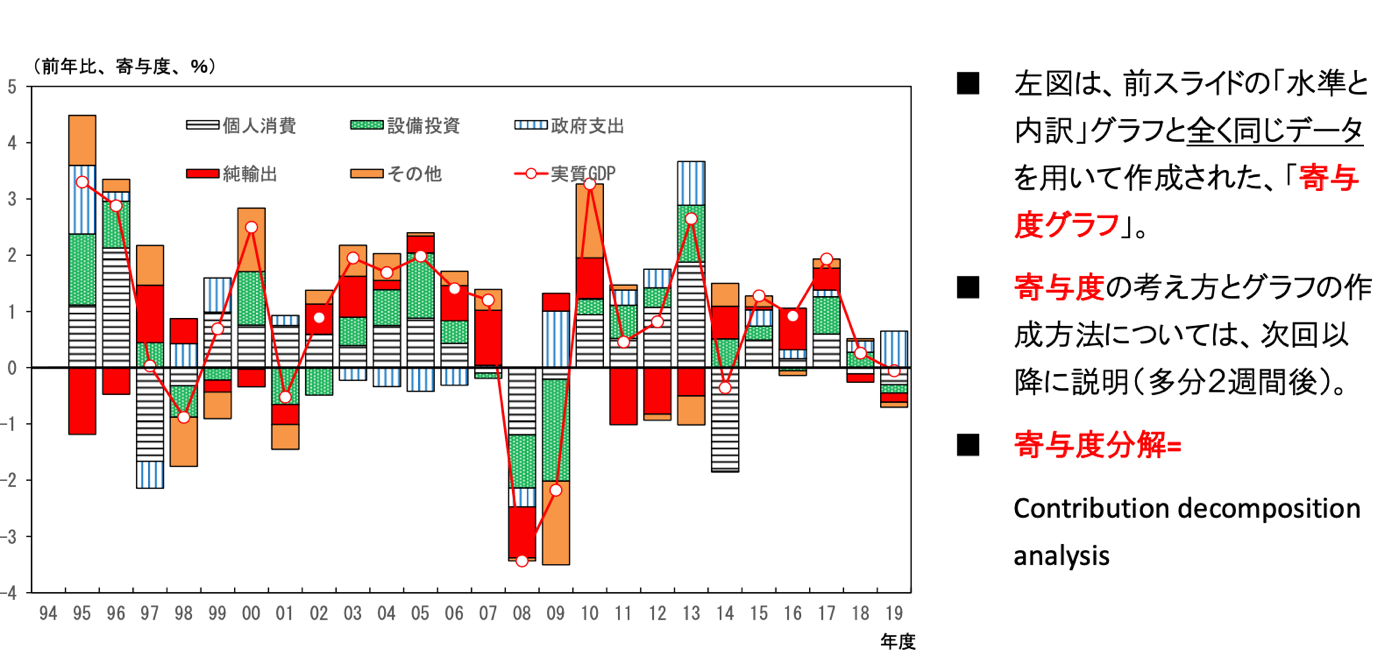 （前年比、寄与度、%）
5
4
3
2
1
0
−1
−2
−3
−4
個人消費 設備投資 政府支出
純輸出 その他 実質GDP
94 95 96 97 98 99 00 01 02 03 04 05 06 07 08 09 10 11 12 13 14 15 16 17 18 19
年度
■ 左図は、前スライドの「水準と
内訳」グラフと全く同じデータ
を用いて作成された、「寄与
度グラフ」。
■ 寄与度の考え方とグラフの作
成方法については、次回以
降に説明（多分２週間後）。
■ 寄与度分解=
Contribution decomposition
analysis